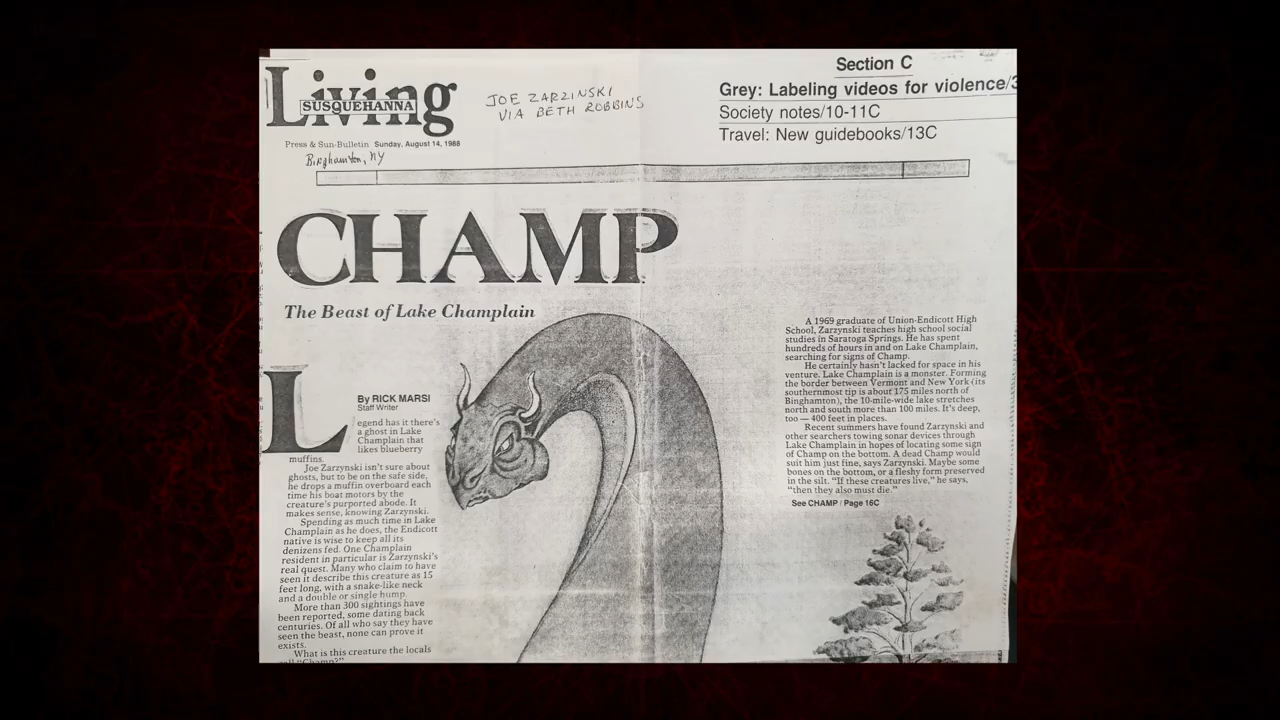 Living
SUSQUEHANNA
Press & Sun-Bulletin Sunday, August 14, 1988
Binghamton, NY
JOE ZARZINSKI
VIA BETH ROBBINS
Section C
Grey: Labeling videos for violence/3
Society notes/10-11C
Travel: New guidebooks/13C
CHAMP
The Beast of Lake Champlain
By RICK MARSI
Staff Writer
Legend has it there's
a ghost in Lake
Champlain that
likes blueberry
muffins.
Joe Zarzynski isn't sure about
ghosts, but to be on the safe side,
he drops a muffin overboard each
time his boat motors by the
creature's purported abode. It
makes sense, knowing Zarzynski.
Spending as much time in Lake
Champlain as he does, the Endicott
native is wise to keep all its
denizens fed. One Champlain
resident in particular is Zarzynski's
real quest. Many who claim to have
seen it describe this creature as 15
feet long, with a snake-like neck
and a double or single hump.
More than 300 sightings have
been reported, some dating back
centuries. Of all who say they have
seen the beast, none can prove it
exists.
What is this creature the locals
call "Champ?"
A 1969 graduate of Union-Endicott High
School, Zarzynski teaches high school social
studies in Saratoga Springs. He has spent
hundreds of hours in and on Lake Champlain,
searching for signs of Champ.
He certainly hasn't lacked for space in his
venture. Lake Champlain is a monster. Forming
the border between Vermont and New York (its
southernmost tip is about 175 miles north of
Binghamton), the 10-mile-wide lake stretches
north and south more than 100 miles. It's deep,
too — 400 feet in places.
Recent summers have found Zarzynski and
other searchers towing sonar devices through
Lake Champlain in hopes of locating some sign
of Champ on the bottom. A dead Champ would
suit him just fine, says Zarzynski. Maybe some
bones on the bottom, or a fleshy form preserved
in the silt. "If these creatures live," he says,
"then they also must die."
See CHAMP / Page 16C